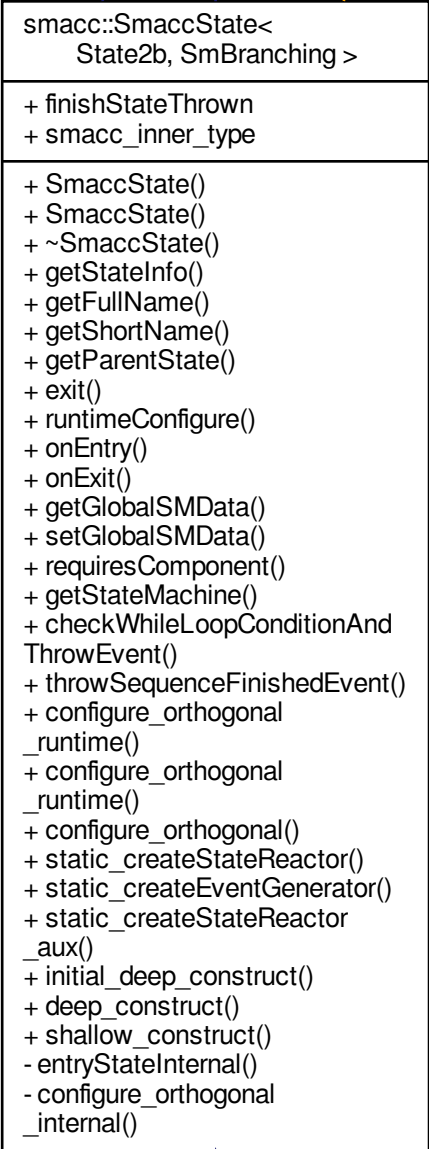 smacc::SmaccState<
State2b, SmBranching >
+ finishStateThrown
+ smacc_inner_type
+ SmaccState()
+ SmaccState()
+ ~SmaccState()
+ getStateInfo()
+ getFullName()
+ getShortName()
+ getParentState()
+ exit()
+ runtimeConfigure()
+ onEntry()
+ onExit()
+ getGlobalSMData()
+ setGlobalSMData()
+ requiresComponent()
+ getStateMachine()
+ checkWhileLoopConditionAnd
ThrowEvent()
+ throwSequenceFinishedEvent()
+ configure_orthogonal
_runtime()
+ configure_orthogonal
_runtime()
+ configure_orthogonal()
+ static_createStateReactor()
+ static_createEventGenerator()
+ static_createStateReactor
_aux()
+ initial_deep_construct()
+ deep_construct()
+ shallow_construct()
- entryStateInternal()
- configure_orthogonal
_internal()